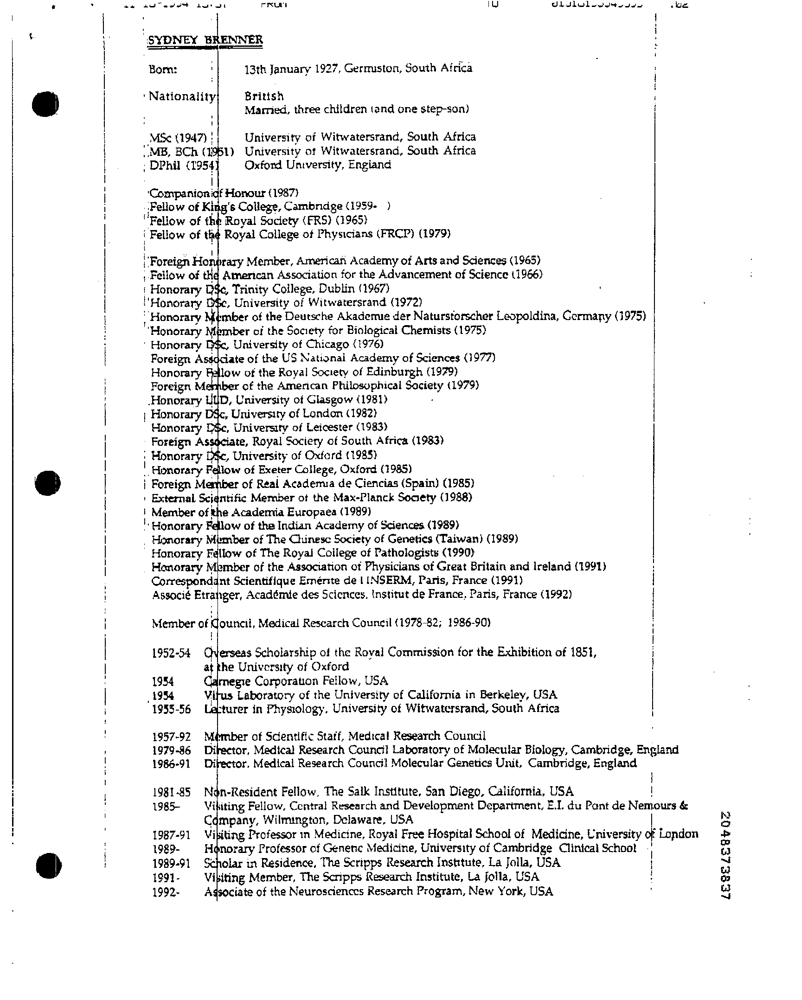 SYDNEY BRENNER
Born: 13th January 1927, Germiston, South Africa
Nationality British
Married, three children (and one step-son)
MSc (1947) University of Witwatersrand, South Africa
MB, BCh (1951) University of Witwatersrand, South Africa
DPhil (1954) Oxford University, England
Companion of Honour (1987)
Fellow of King's College, Cambridge (1959- )
Fellow of the Royal Society (FRS) (1965)
Fellow of the Royal College of Physicians (FRCP) (1979)
Foreign Honorary Member, American Academy of Arts and Sciences (1965)
Fellow of the American Association for the Advancement of Science (1966)
Honorary DSc, Trinity College, Dublin (1967)
Honorary DSc, University of Witwatersrand (1972)
Honorary Member of the Deutsche Akademie der Natursforscher Leopoldina, Germany (1975)
Honorary Member of the Society for Biological Chemists (1975)
Honorary DSc, University of Chicago (1976)
Foreign Associate of the US National Academy of Sciences (1977)
Honorary Fellow of the Royal Society of Edinburgh (1979)
Foreign Member of the American Philosophical Society (1979)
Honorary LLD, University of Glasgow (1981)
Honorary DSc, University of London (1982)
Honorary DSc, University of Leicester (1983)
Foreign Associate, Royal Society of South Africa (1983)
Honorary DSc, University of Oxford (1985)
Honorary Fellow of Exeter College, Oxford (1985)
Foreign Member of Real Academia de Ciencias (Spain) (1985)
External Scientific Member of the Max-Planck Society (1988)
Member of the Academia Europaea (1989)
Honorary Fellow of the Indian Academy of Sciences (1989)
Honorary Member of The Chinese Society of Genetics (Taiwan) (1989)
Honorary Fellow of The Royal College of Pathologists (1990)
Honorary Member of the Association of Physicians of Great Britain and Ireland (1991)
Correspondant Scientifique Emérite de l'INSERM, Paris, France (1991)
Associé Etranger, Académie des Sciences, Institut de France, Paris, France (1992)
Member of Council, Medical Research Council (1978-82; 1986-90)
1952-54 Overseas Scholarship of the Royal Commission for the Exhibition of 1851,
at the University of Oxford
1954 Carnegie Corporation Fellow, USA
1954 Virus Laboratory of the University of California in Berkeley, USA
1955-56 Lecturer in Physiology, University of Witwatersrand, South Africa
1957-92 Member of Scientific Staff, Medical Research Council
1979-86 Director, Medical Research Council Laboratory of Molecular Biology, Cambridge, England
1986-91 Director, Medical Research Council Molecular Genetics Unit, Cambridge, England
1981-85 Non-Resident Fellow, The Salk Institute, San Diego, California, USA
1985- Visiting Fellow, Central Research and Development Department, E.I. du Pont de Nemours &
Company, Wilmington, Delaware, USA
1987-91 Visiting Professor in Medicine, Royal Free Hospital School of Medicine, University of London
1989- Honorary Professor of Genetic Medicine, University of Cambridge Clinical School
1989-91 Scholar in Residence, The Scripps Research Institute, La Jolla, USA
1991- Visiting Member, The Scripps Research Institute, La Jolla, USA
1992- Associate of the Neurosciences Research Program, New York, USA
2048373837